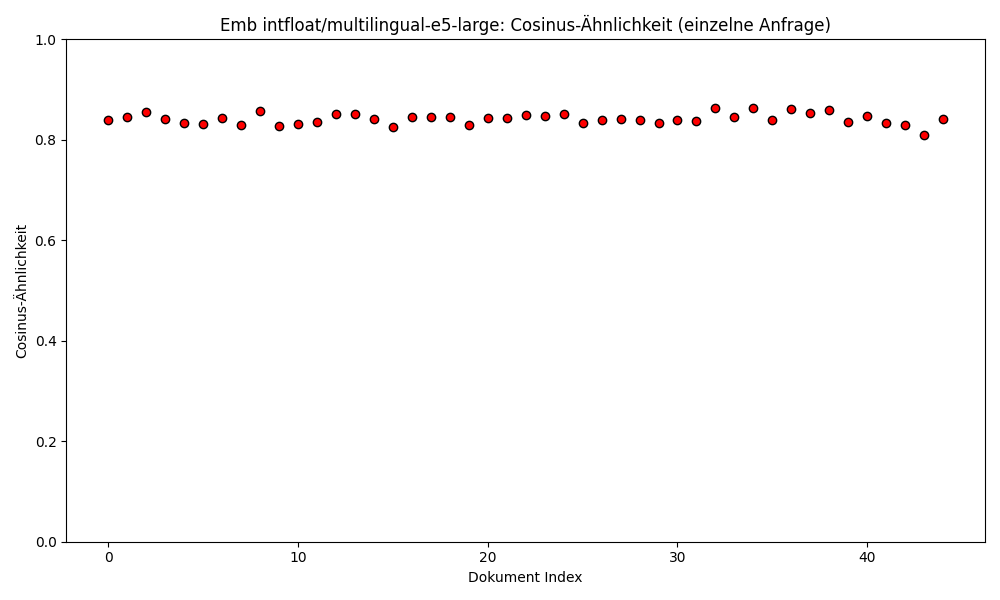 Emb intfloat/multilingual-e5-large: Cosinus-Ähnlichkeit (einzelne Anfrage)
1.0
0.8
0.6
0.4
0.2
0.0
Cosinus-Ähnlichkeit
0 10 20 30 40
Dokument Index